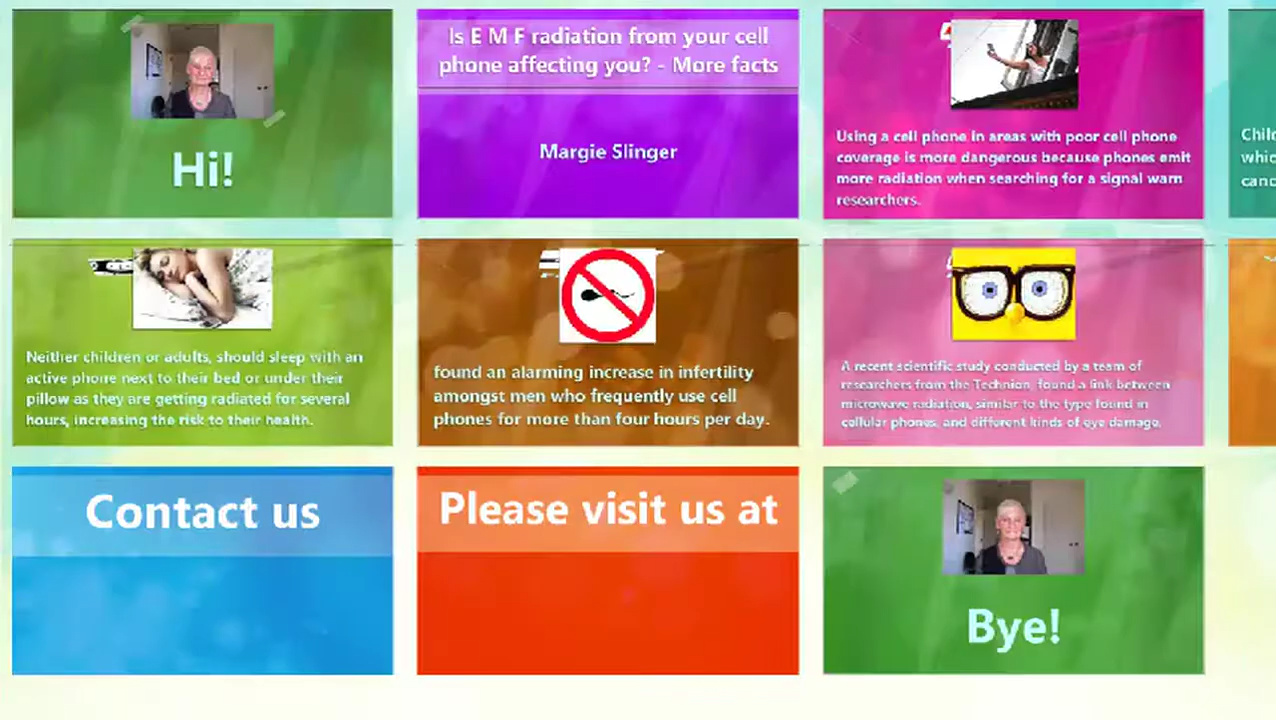 Hi!
Is E M F radiation from your cell
phone affecting you? - More facts
Margie Slinger
Using a cell phone in areas with poor cell phone
coverage is more dangerous because phones emit
more radiation when searching for a signal warn
researchers.
Neither children or adults, should sleep with an
active phone next to their bed or under their
pillow as they are getting radiated for several
hours, increasing the risk to their health.
found an alarming increase in infertility
amongst men who frequently use cell
phones for more than four hours per day.
A recent scientific study conducted by a team of
researchers from the Technion, found a link between
microwave radiation, similar to the type found in
cellular phones, and different kinds of eye damage.
Contact us
Please visit us at
Bye!